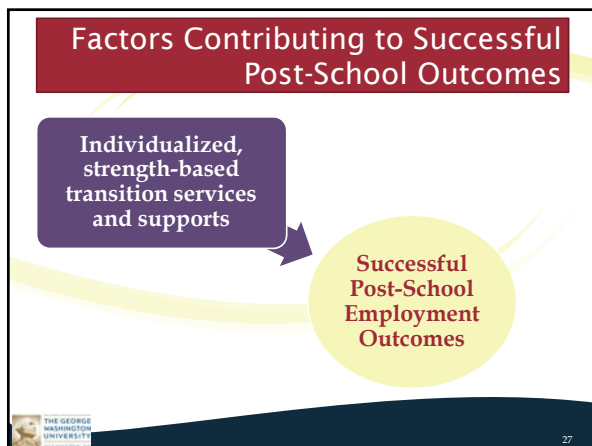 Factors Contributing to Successful
Post-School Outcomes
Individualized,
strength-based
transition services
and supports
Successful
Post-School
Employment
Outcomes
THE GEORGE
WASHINGTON
UNIVERSITY
27